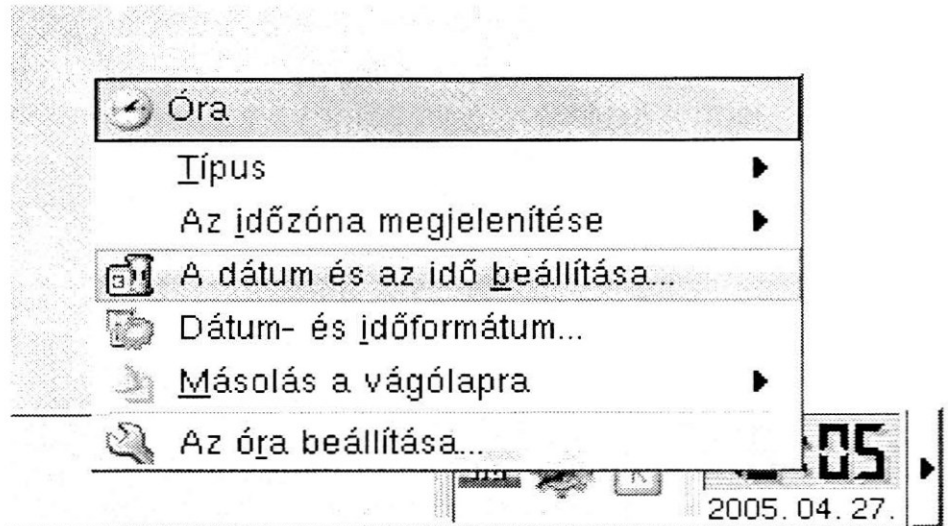 Óra
Típus
Az időzóna megjelenítése
A dátum és az idő beállítása...
Dátum- és időformátum...
Másolás a vágólapra
Az óra beállítása...
:05
2005. 04. 27.